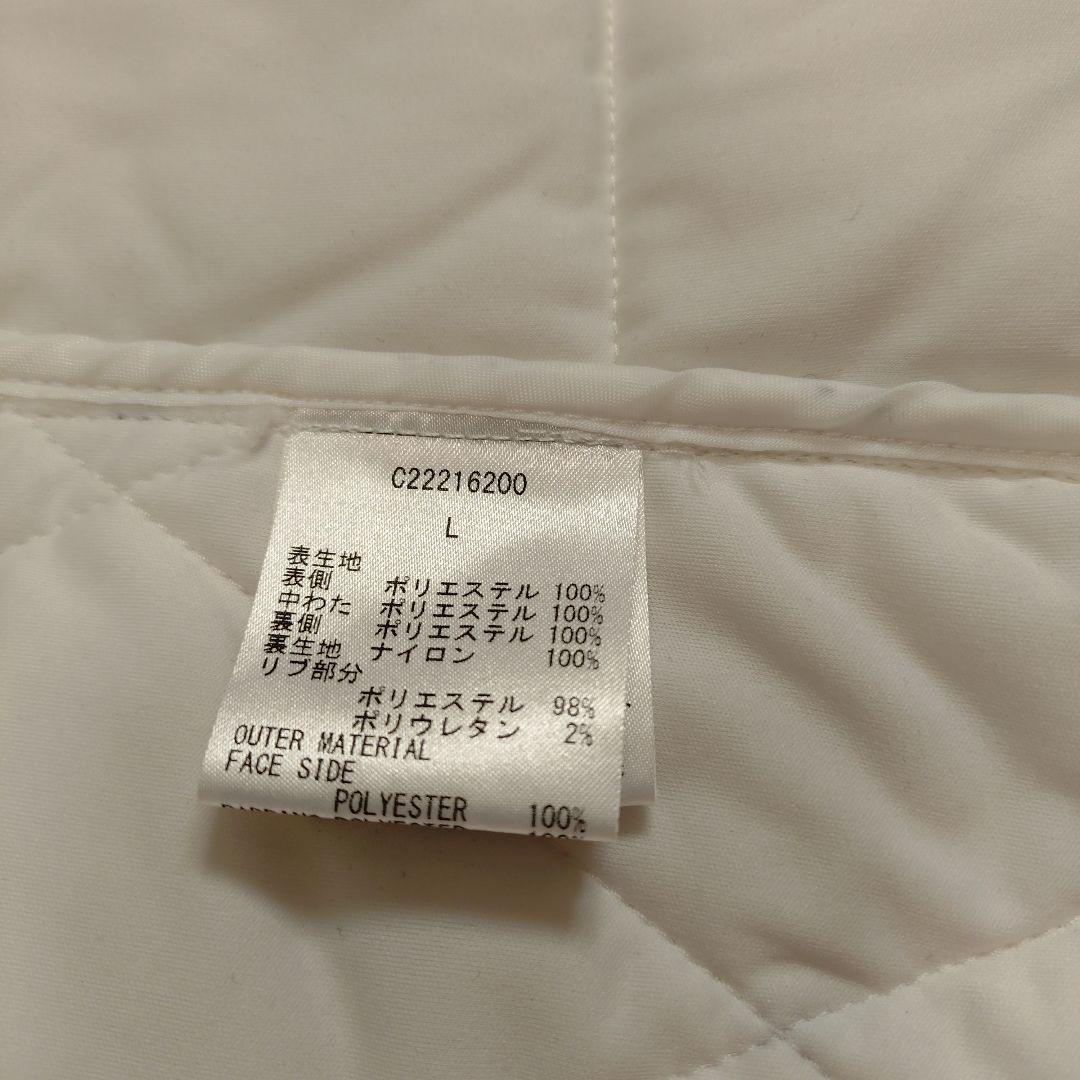 C22216200
L
表生地
表側 ポリエステル 100%
中わた ポリエステル 100%
裏側 ポリエステル 100%
裏生地 ナイロン 100%
リブ部分
ポリエステル 98%
ポリウレタン 2%
OUTER MATERIAL
FACE SIDE
POLYESTER 100%